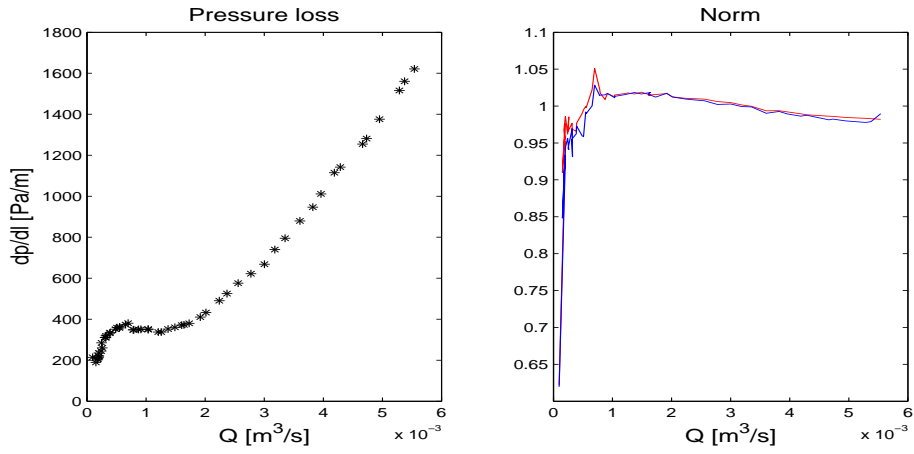 Pressure loss
1800
1600
1400
1200
1000
800
600
400
200
0
dp/dl [Pa/m]
0 1 2 3 4 5 6
Q [m³/s]
x 10⁻³
Norm
1.1
1.05
1
0.95
0.9
0.85
0.8
0.75
0.7
0.65
0 1 2 3 4 5 6
Q [m³/s]
x 10⁻³